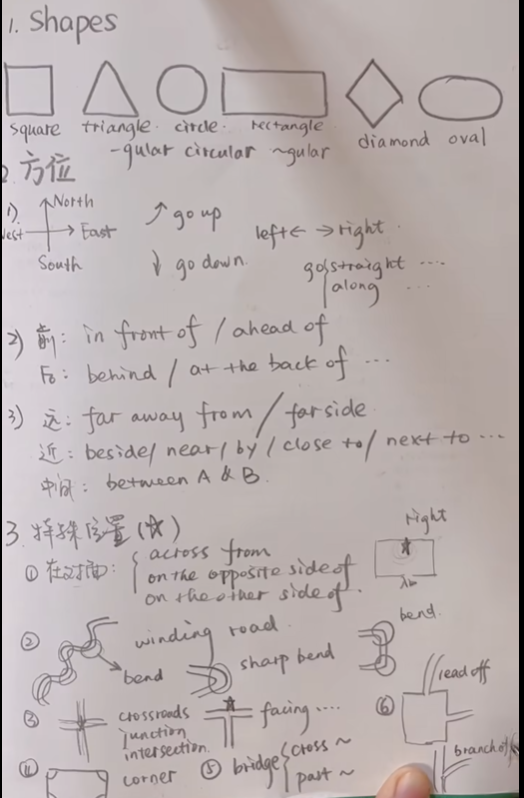 1. Shapes
square triangle circle rectangle diamond oval
-gular circular ~gular
2. 方位
1) North
West East
South
go up
go down
left← →right
go straight ....
along ...
2) 前: in front of / ahead of
后: behind / at the back of ...
3) 远: far away from / far side
近: beside / near / by / close to / next to ...
中间: between A & B.
3. 特殊位置 (☆)
right
① 在对面: across from
on the opposite side of
on the other side of.
② winding road
bend
sharp bend
bend
③ crossroads
junction
intersection
facing ....
⑥ read off
branch of
corner
⑤ bridge cross ~
past ~